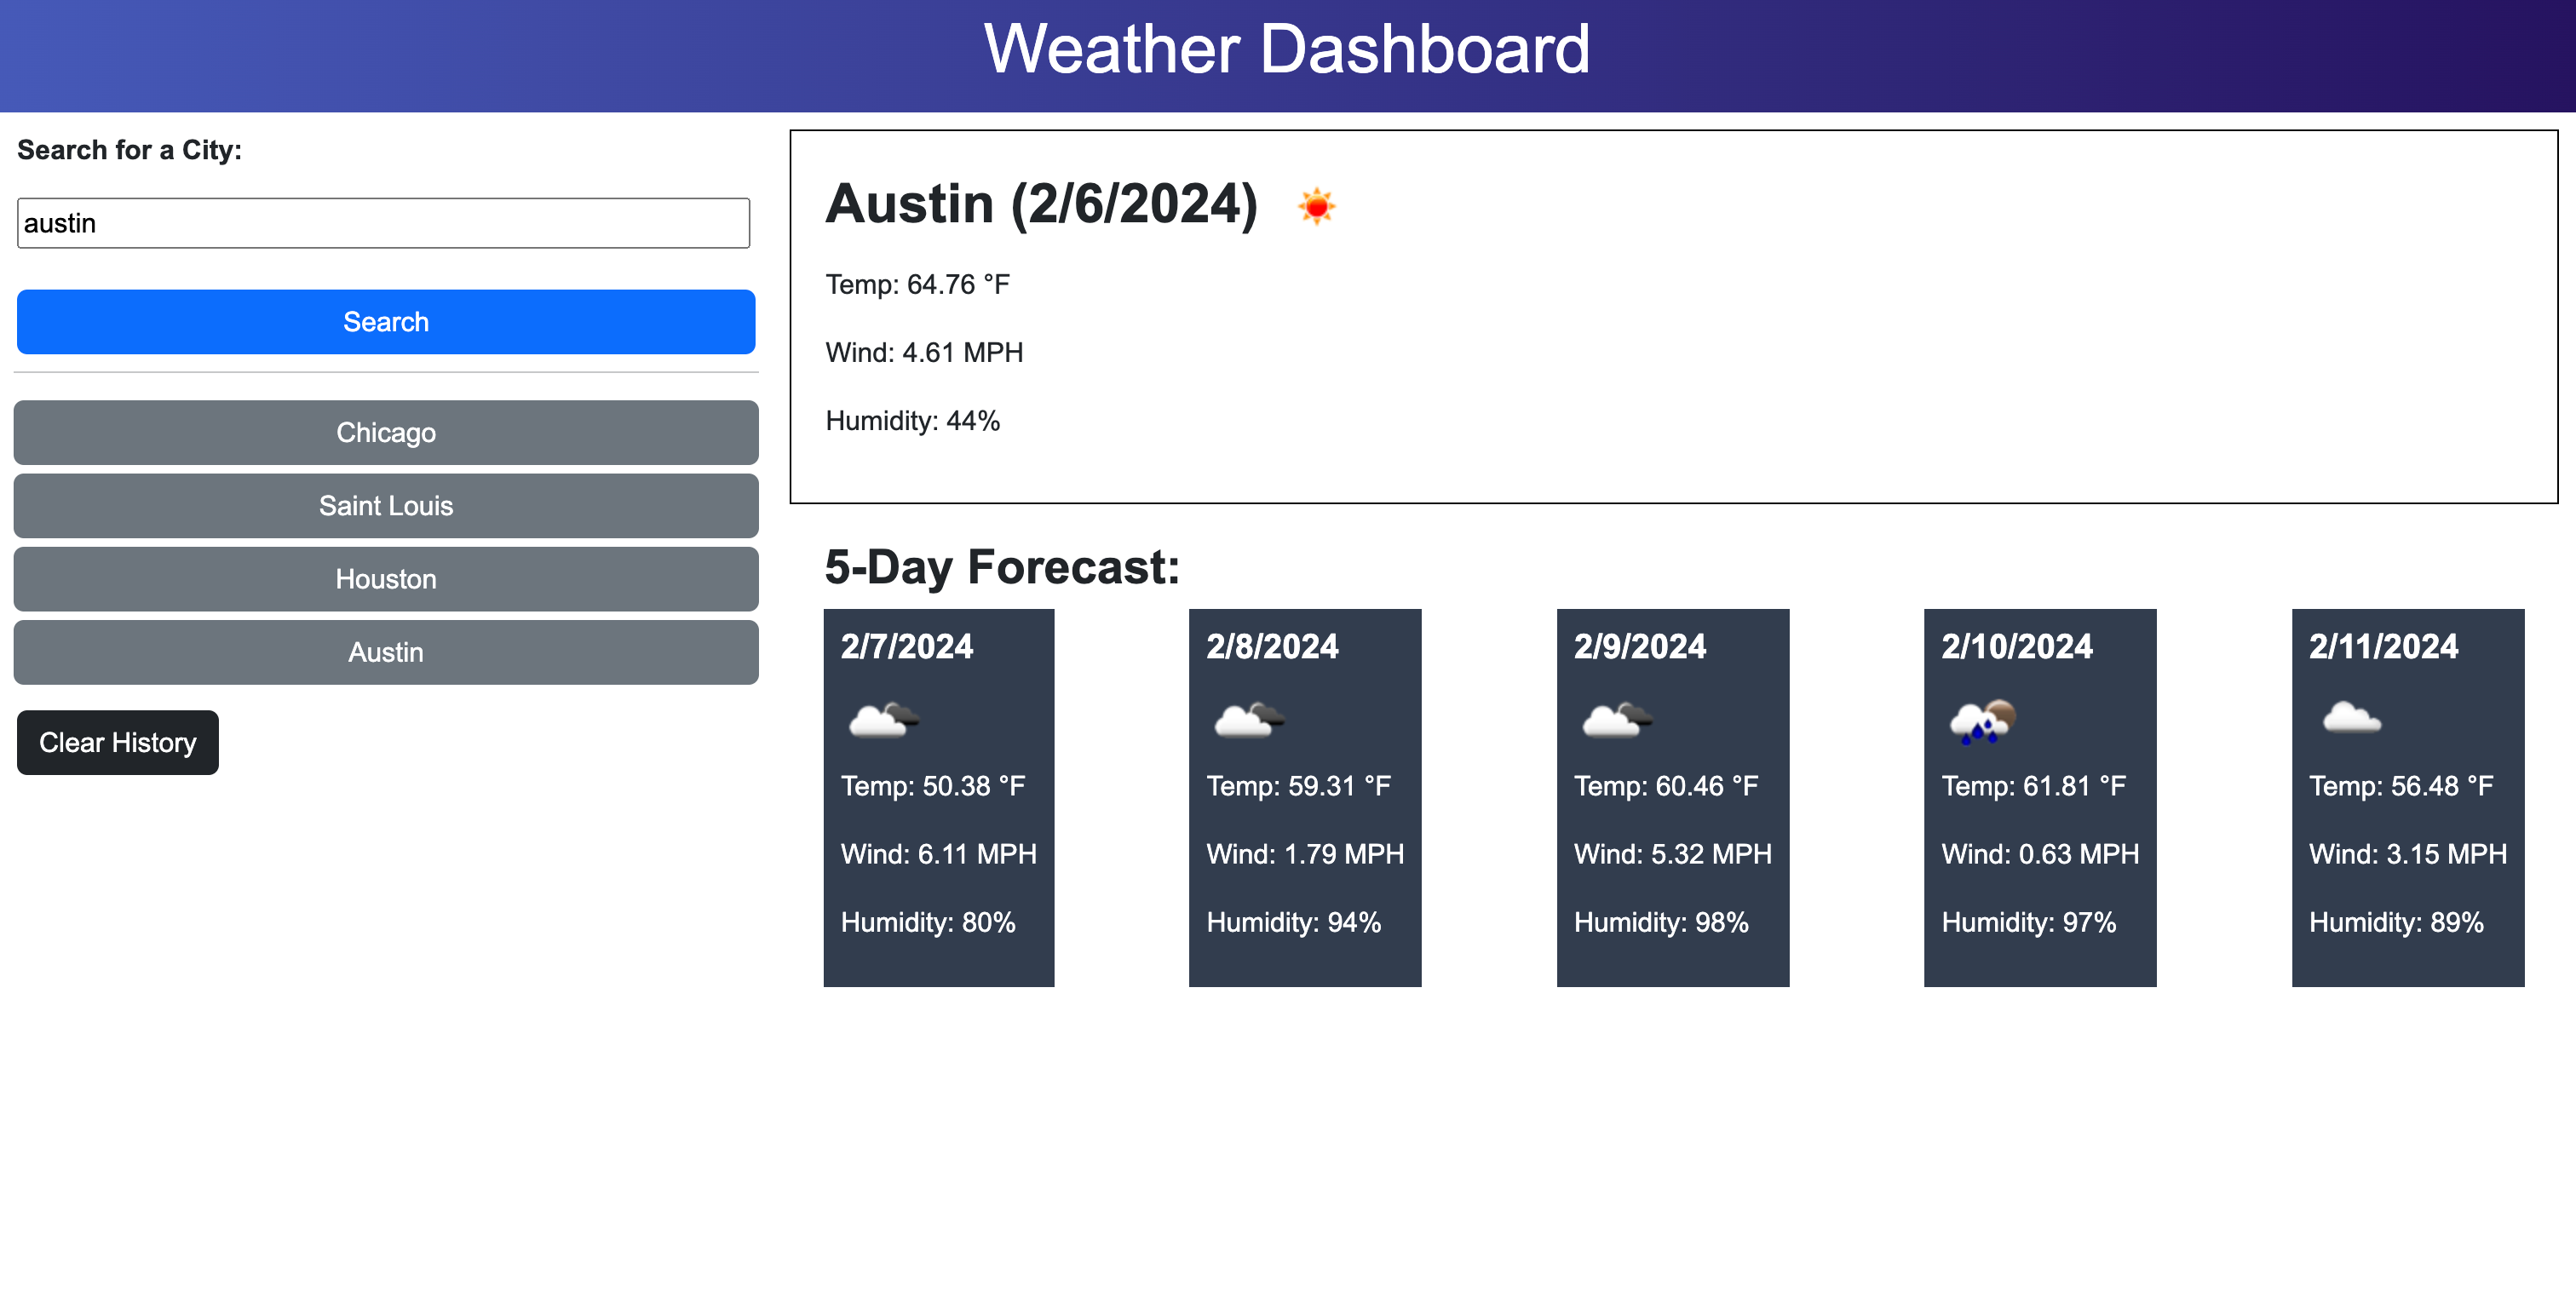 Weather Dashboard
Search for a City:
austin
Search
Chicago
Saint Louis
Houston
Austin
Clear History
Austin (2/6/2024)
Temp: 64.76 °F
Wind: 4.61 MPH
Humidity: 44%
5-Day Forecast:
2/7/2024
Temp: 50.38 °F
Wind: 6.11 MPH
Humidity: 80%
2/8/2024
Temp: 59.31 °F
Wind: 1.79 MPH
Humidity: 94%
2/9/2024
Temp: 60.46 °F
Wind: 5.32 MPH
Humidity: 98%
2/10/2024
Temp: 61.81 °F
Wind: 0.63 MPH
Humidity: 97%
2/11/2024
Temp: 56.48 °F
Wind: 3.15 MPH
Humidity: 89%